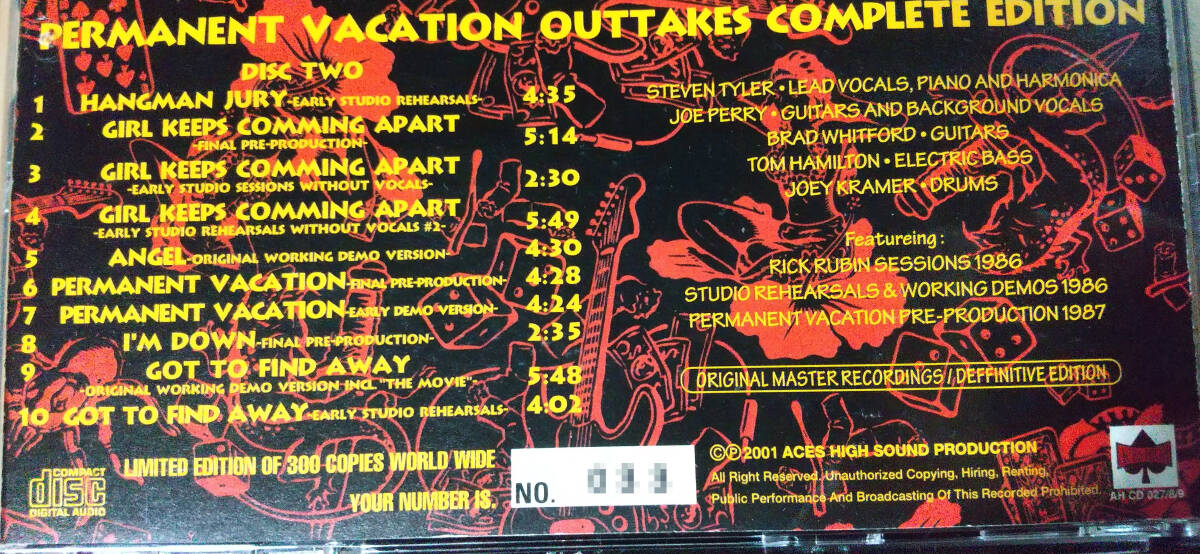 PERMANENT VACATION OUTTAKES COMPLETE EDITION
DISC TWO
1 HANGMAN JURY -EARLY STUDIO REHEARSALS- 4:35
2 GIRL KEEPS COMMING APART 5:14
-FINAL PRE-PRODUCTION-
3 GIRL KEEPS COMMING APART 2:30
-EARLY STUDIO SESSIONS WITHOUT VOCALS-
4 GIRL KEEPS COMMING APART 5:49
-EARLY STUDIO REHEARSALS WITHOUT VOCALS #2-
5 ANGEL -ORIGINAL WORKING DEMO VERSION- 4:30
6 PERMANENT VACATION -FINAL PRE-PRODUCTION- 4:28
7 PERMANENT VACATION -EARLY DEMO VERSION- 4:24
8 I'M DOWN -FINAL PRE-PRODUCTION- 2:35
9 GOT TO FIND AWAY 5:48
-ORIGINAL WORKING DEMO VERSION INCL. "THE MOVIE"-
10 GOT TO FIND AWAY -EARLY STUDIO REHEARSALS- 4:02
STEVEN TYLER • LEAD VOCALS, PIANO AND HARMONICA
JOE PERRY • GUITARS AND BACKGROUND VOCALS
BRAD WHITFORD • GUITARS
TOM HAMILTON • ELECTRIC BASS
JOEY KRAMER • DRUMS
Featureing :
RICK RUBIN SESSIONS 1986
STUDIO REHEARSALS & WORKING DEMOS 1986
PERMANENT VACATION PRE-PRODUCTION 1987
ORIGINAL MASTER RECORDINGS / DEFFINITIVE EDITION
COMPACT
disc
DIGITAL AUDIO
LIMITED EDITION OF 300 COPIES WORLD WIDE
YOUR NUMBER IS.
NO. 033
©℗ 2001 ACES HIGH SOUND PRODUCTION
All Right Reserved. Unauthorized Copying, Hiring, Renting,
Public Performance And Broadcasting Of This Recorded Prohibited.
AH CD 027/8/9